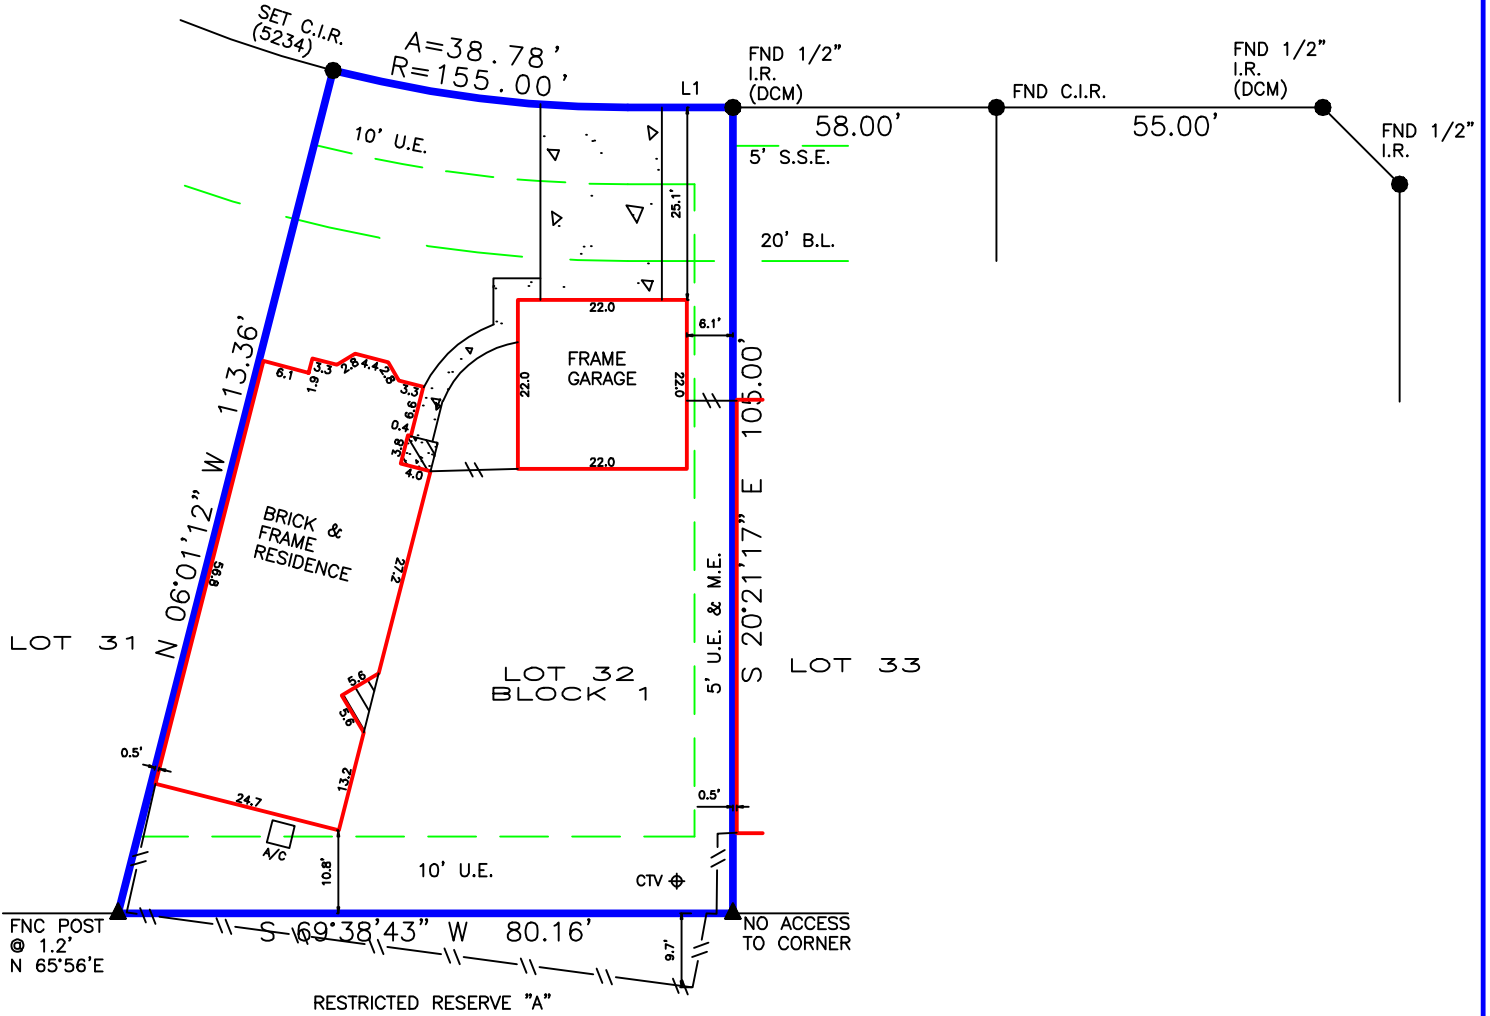 SET C.I.R.
(5234)
A=38.78'
R=155.00'
L1
FND 1/2"
I.R.
(DCM)
58.00'
FND C.I.R.
55.00'
FND 1/2"
I.R.
(DCM)
FND 1/2"
I.R.
10' U.E.
5' S.S.E.
20' B.L.
25.1'
22.0
6.1'
FRAME
GARAGE
22.0
22.0
22.0
113.36'
N 06°01'12" W
6.1
1.9
3.3
2.8
4.4
2.8
3.3
6.6
0.4
3.8
4.0
BRICK &
FRAME
RESIDENCE
56.8
27.2
105.00'
S 20°21'17" E
5' U.E. & M.E.
LOT 31
LOT 32
BLOCK 1
LOT 33
5.6
5.6
13.2
0.5'
24.7
A/C
10.8'
0.5'
10' U.E.
CTV
FNC POST
@ 1.2'
N 65°56'E
S 69°38'43" W 80.16'
9.7'
NO ACCESS
TO CORNER
RESTRICTED RESERVE "A"